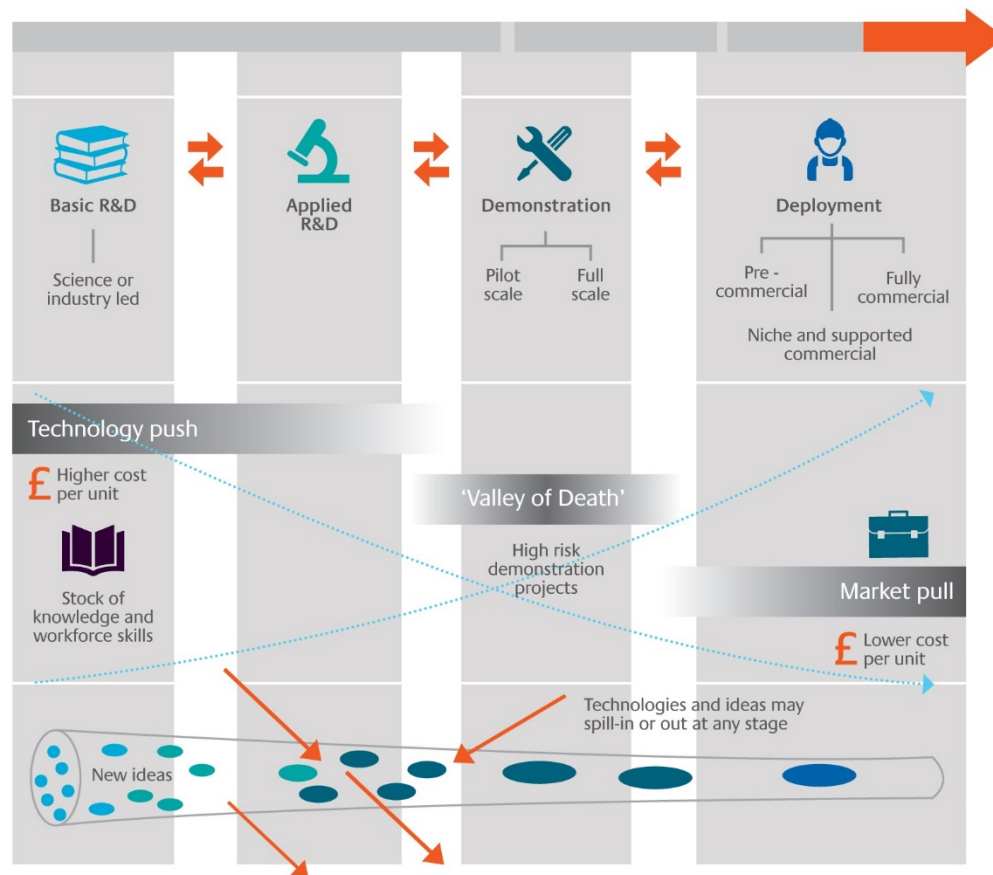 Basic R&D
Science or
industry led
Applied
R&D
Demonstration
Pilot
scale
Full
scale
Deployment
Pre -
commercial
Fully
commercial
Niche and supported
commercial
Technology push
£ Higher cost
per unit
Stock of
knowledge and
workforce skills
'Valley of Death'
High risk
demonstration
projects
Market pull
£ Lower cost
per unit
Technologies and ideas may
spill-in or out at any stage
New ideas